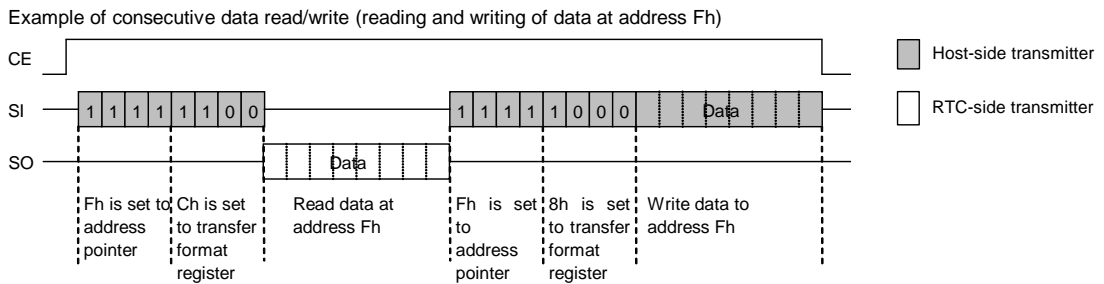 Example of consecutive data read/write (reading and writing of data at address Fh)
CE
Host-side transmitter
SI 1 1 1 1 1 1 0 0 1 1 1 1 1 0 0 0 Data
RTC-side transmitter
SO Data
Fh is set to Ch is set Read data at Fh is set 8h is set Write data to
address to transfer address Fh to to transfer address Fh
pointer format address format
register pointer register